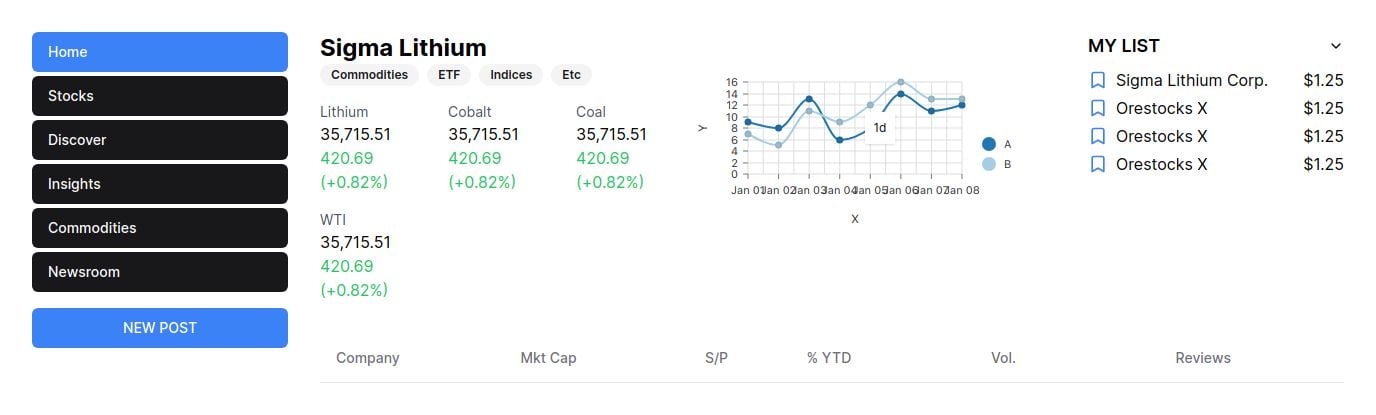 Home
Stocks
Discover
Insights
Commodities
Newsroom
NEW POST
Sigma Lithium
Commodities ETF Indices Etc
Lithium Cobalt Coal
35,715.51 35,715.51 35,715.51
420.69 420.69 420.69
(+0.82%) (+0.82%) (+0.82%)
WTI
35,715.51
420.69
(+0.82%)
16
14
12
10
8
6
4
2
0
Y
1d
Jan 01 Jan 02 Jan 03 Jan 04 Jan 05 Jan 06 Jan 07 Jan 08
X
A
B
MY LIST
Sigma Lithium Corp. $1.25
Orestocks X $1.25
Orestocks X $1.25
Orestocks X $1.25
Company Mkt Cap S/P % YTD Vol. Reviews